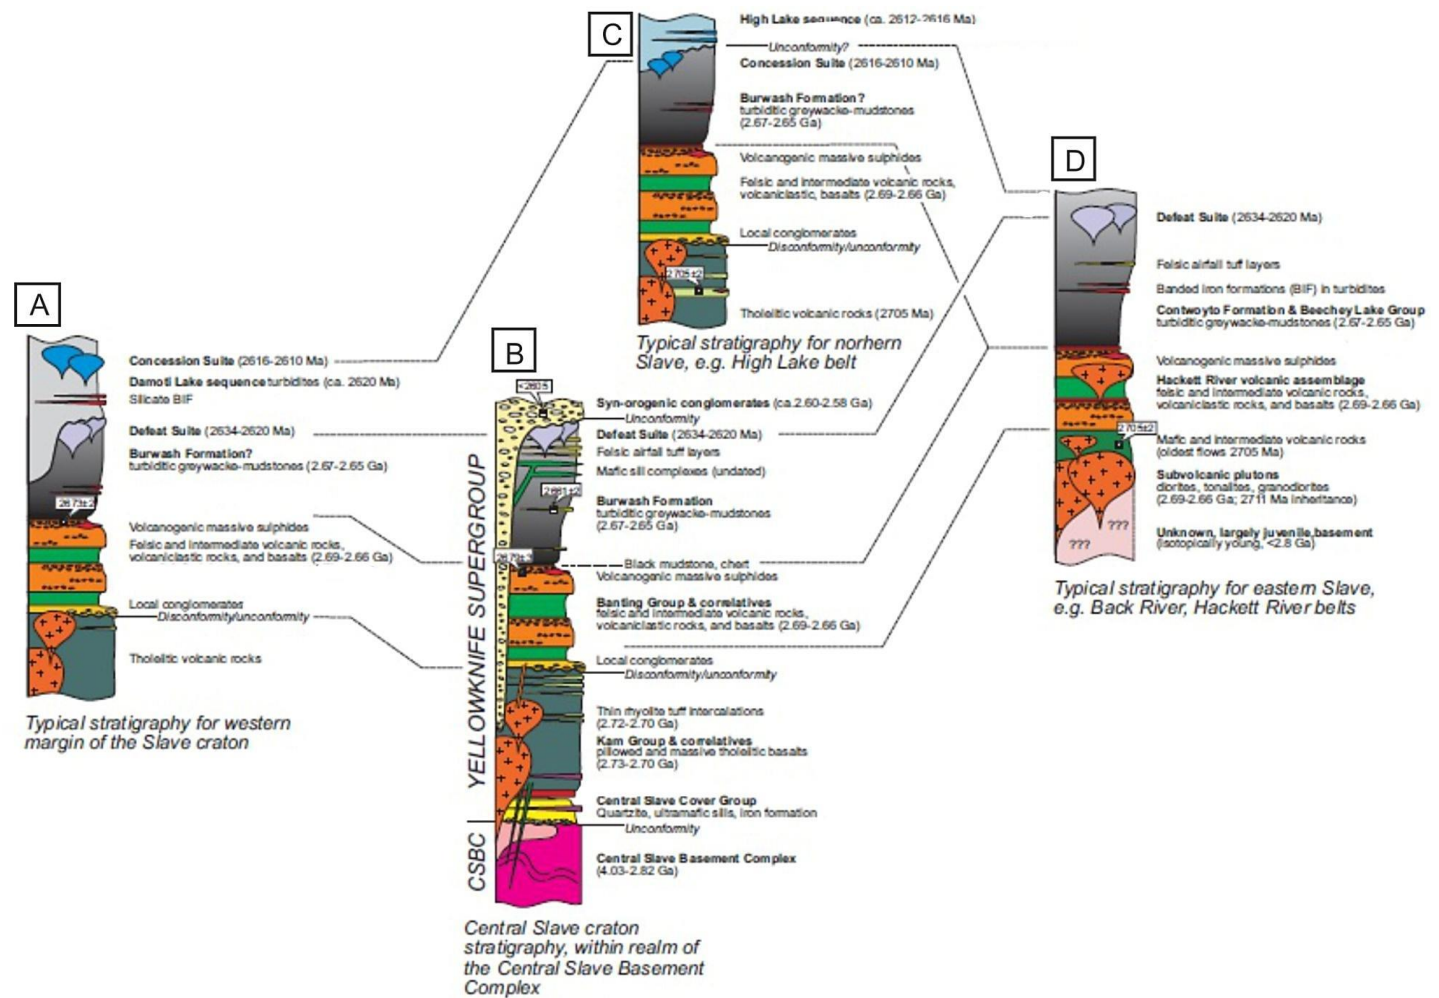 A
Concession Suite (2616-2610 Ma)
Damoti Lake sequence turbidites (ca. 2620 Ma)
Silicate BIF
Defeat Suite (2634-2620 Ma)
Burwash Formation?
turbiditic greywacke-mudstones (2.67-2.65 Ga)
2673±2
Volcanogenic massive sulphides
Felsic and intermediate volcanic rocks,
volcaniclastic rocks, and basalts (2.69-2.66 Ga)
Local conglomerates
Disconformity/unconformity
Tholeiitic volcanic rocks
Typical stratigraphy for western
margin of the Slave craton
B
<2605
Syn-orogenic conglomerates (ca.2.60-2.58 Ga)
Unconformity
Defeat Suite (2634-2620 Ma)
Felsic airfall tuff layers
Mafic sill complexes (undated)
2661±2
Burwash Formation
turbiditic greywacke-mudstones
(2.67-2.65 Ga)
Black mudstone, chert
Volcanogenic massive sulphides
Banting Group & correlatives
felsic and intermediate volcanic rocks,
volcaniclastic rocks, and basalts (2.69-2.66 Ga)
Local conglomerates
Disconformity/unconformity
Thin rhyolite tuff intercalations
(2.72-2.70 Ga)
Kam Group & correlatives
pillowed and massive tholeiitic basalts
(2.73-2.70 Ga)
Central Slave Cover Group
Quartzite, ultramafic sills, iron formation
Unconformity
Central Slave Basement Complex
(4.03-2.82 Ga)
YELLOWKNIFE SUPERGROUP
CSBC
Central Slave craton
stratigraphy, within realm of
the Central Slave Basement
Complex
C
High Lake sequence (ca. 2612-2616 Ma)
Unconformity?
Concession Suite (2616-2610 Ma)
Burwash Formation?
turbiditic greywacke-mudstones
(2.67-2.65 Ga)
Volcanogenic massive sulphides
Felsic and intermediate volcanic rocks,
volcaniclastic, basalts (2.69-2.66 Ga)
Local conglomerates
Disconformity/unconformity
2705±2
Tholeiitic volcanic rocks (2705 Ma)
Typical stratigraphy for norhern
Slave, e.g. High Lake belt
D
Defeat Suite (2634-2620 Ma)
Felsic airfall tuff layers
Banded iron formations (BIF) in turbidites
Contwoyto Formation & Beechey Lake Group
turbiditic greywacke-mudstones (2.67-2.65 Ga)
Volcanogenic massive sulphides
Hackett River volcanic assemblage
felsic and intermediate volcanic rocks,
volcaniclastic rocks, and basalts (2.69-2.66 Ga)
2705±2
Mafic and intermediate volcanic rocks
(oldest flows 2705 Ma)
Subvolcanic plutons
diorites, tonalites, granodiorites
(2.69-2.66 Ga; 2711 Ma inheritance)
???
???
Unknown, largely juvenile,basement
(isotopically young, <2.8 Ga)
Typical stratigraphy for eastern Slave,
e.g. Back River, Hackett River belts